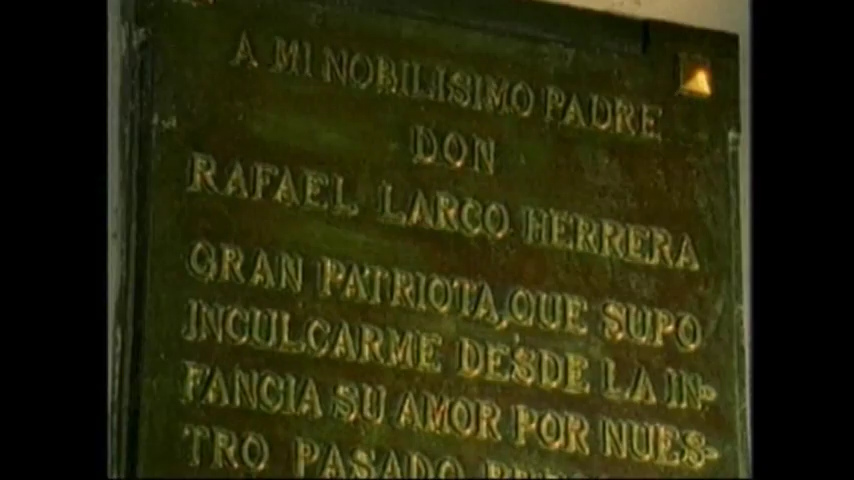 A MI NOBILISIMO PADRE
DON
RAFAEL LARCO HERRERA
GRAN PATRIOTA, QUE SUPO
INCULCARME DESDE LA IN-
FANCIA SU AMOR POR NUES-
TRO PASADO